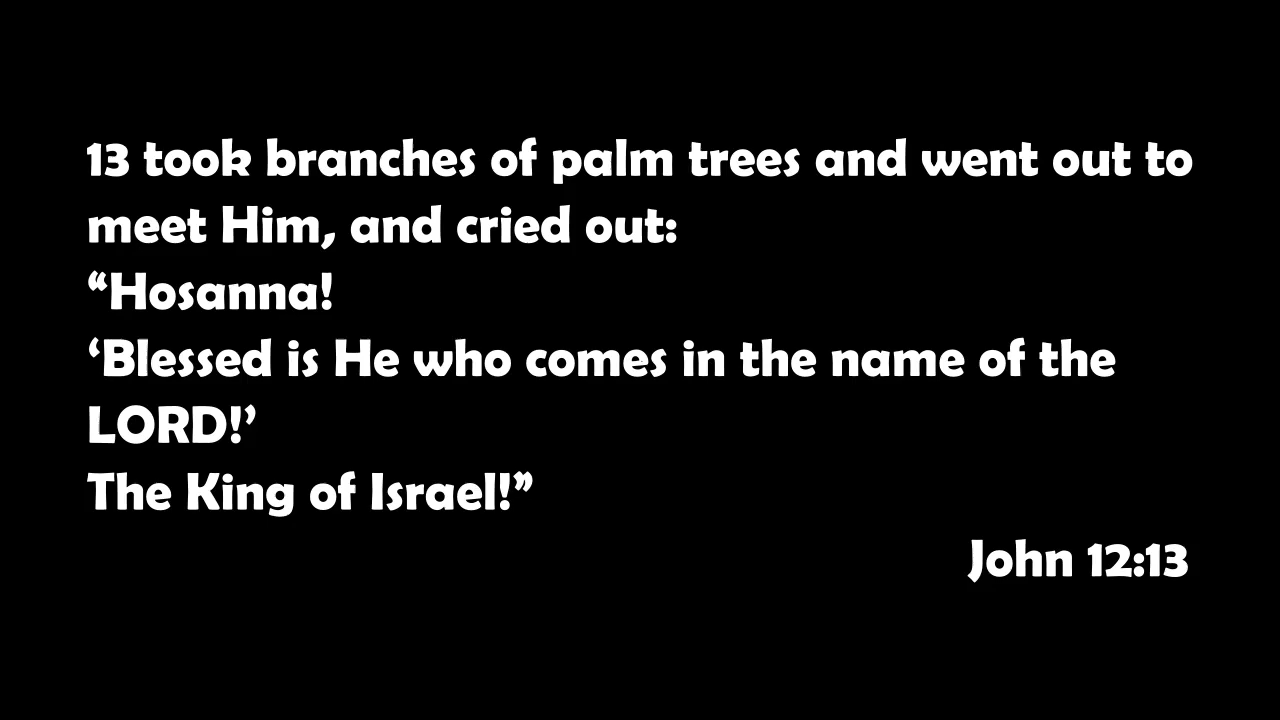 13 took branches of palm trees and went out to
meet Him, and cried out:
“Hosanna!
‘Blessed is He who comes in the name of the
LORD!’
The King of Israel!”
John 12:13